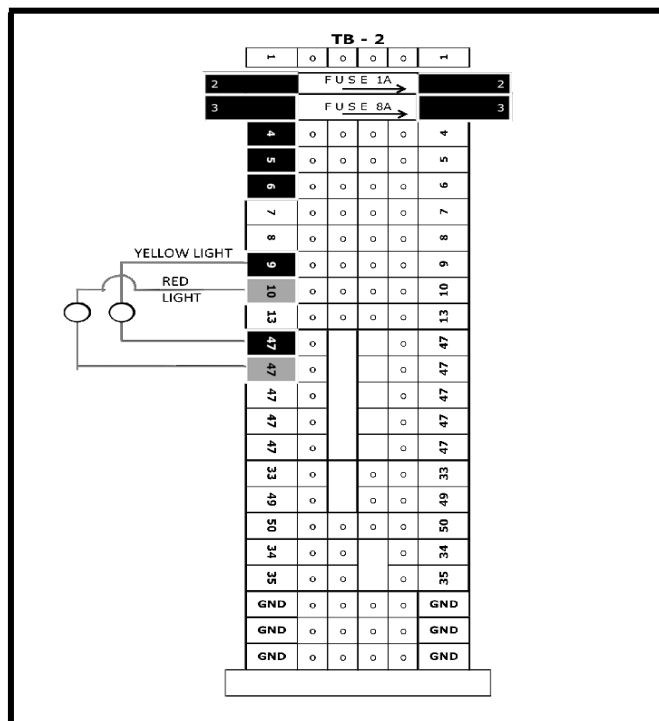 TB - 2
1 1
2 FUSE 1A 2
3 FUSE 8A 3
4 4
5 5
6 6
7 7
8 8
YELLOW LIGHT 9 9
RED
LIGHT
10 10
13 13
47 47
47 47
47 47
47 47
47 47
33 33
49 49
50 50
34 34
35 35
GND GND
GND GND
GND GND